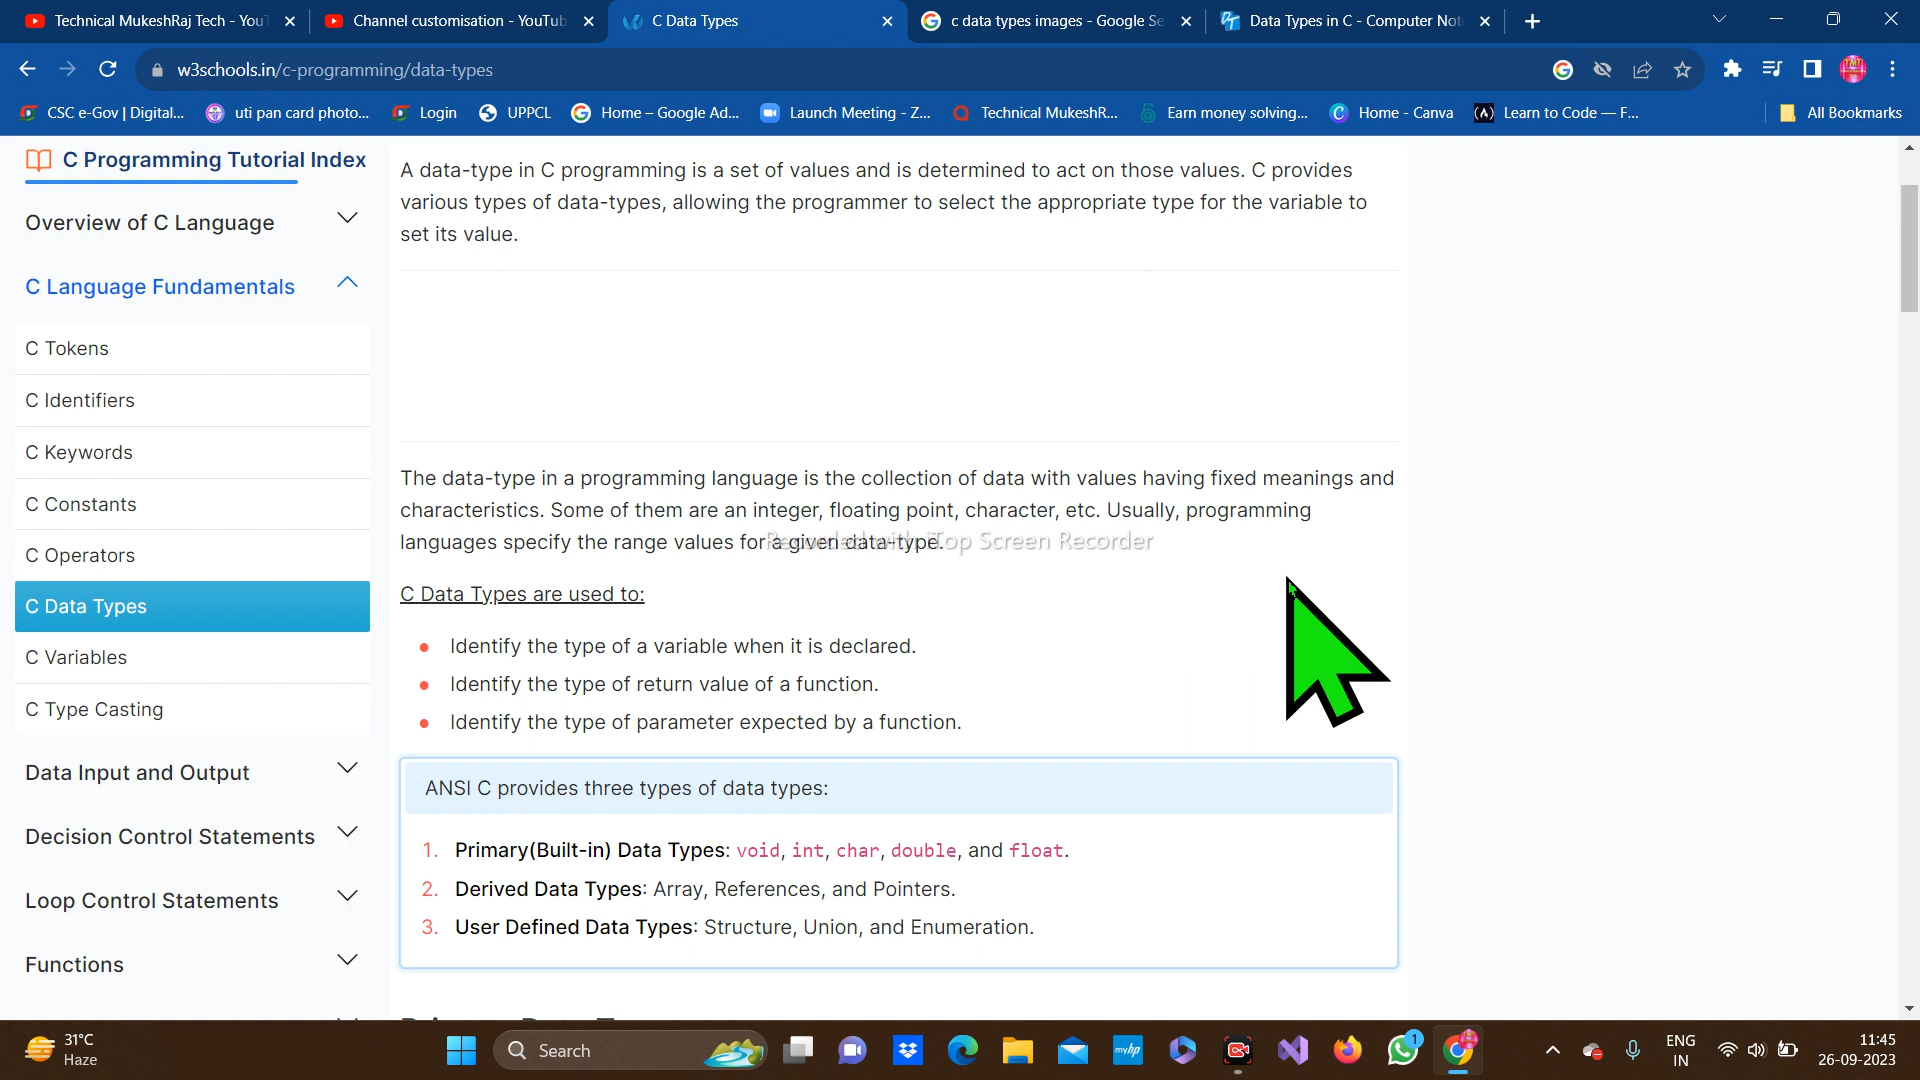 Technical MukeshRaj Tech - YouT
Channel customisation - YouTub
C Data Types
c data types images - Google Se
Data Types in C - Computer Not
w3schools.in/c-programming/data-types
CSC e-Gov | Digital...
uti pan card photo...
Login
UPPCL
Home – Google Ad...
Launch Meeting - Z...
Technical MukeshR...
Earn money solving...
Home - Canva
Learn to Code — F...
All Bookmarks
C Programming Tutorial Index
Overview of C Language
C Language Fundamentals
C Tokens
C Identifiers
C Keywords
C Constants
C Operators
C Data Types
C Variables
C Type Casting
Data Input and Output
Decision Control Statements
Loop Control Statements
Functions
A data-type in C programming is a set of values and is determined to act on those values. C provides
various types of data-types, allowing the programmer to select the appropriate type for the variable to
set its value.
The data-type in a programming language is the collection of data with values having fixed meanings and
characteristics. Some of them are an integer, floating point, character, etc. Usually, programming
languages specify the range values for a given data-type.
Recorded with iTop Screen Recorder
C Data Types are used to:
Identify the type of a variable when it is declared.
Identify the type of return value of a function.
Identify the type of parameter expected by a function.
ANSI C provides three types of data types:
1. Primary(Built-in) Data Types: void, int, char, double, and float.
2. Derived Data Types: Array, References, and Pointers.
3. User Defined Data Types: Structure, Union, and Enumeration.
31°C
Haze
Search
myhp
1
ENG
IN
11:45
26-09-2023